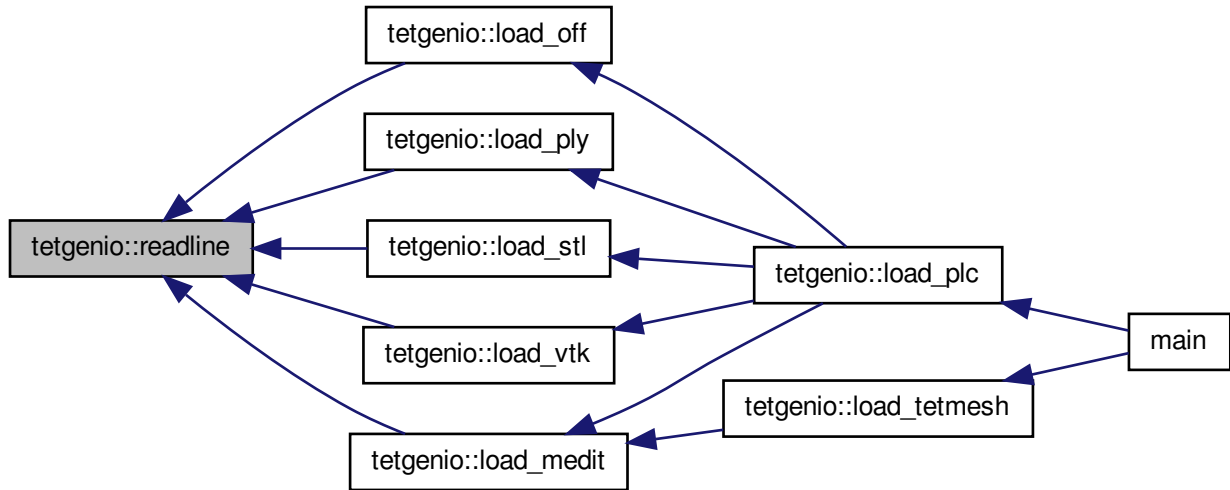 tetgenio::load_off
tetgenio::load_ply
tetgenio::readline
tetgenio::load_stl
tetgenio::load_plc
main
tetgenio::load_vtk
tetgenio::load_tetmesh
tetgenio::load_medit